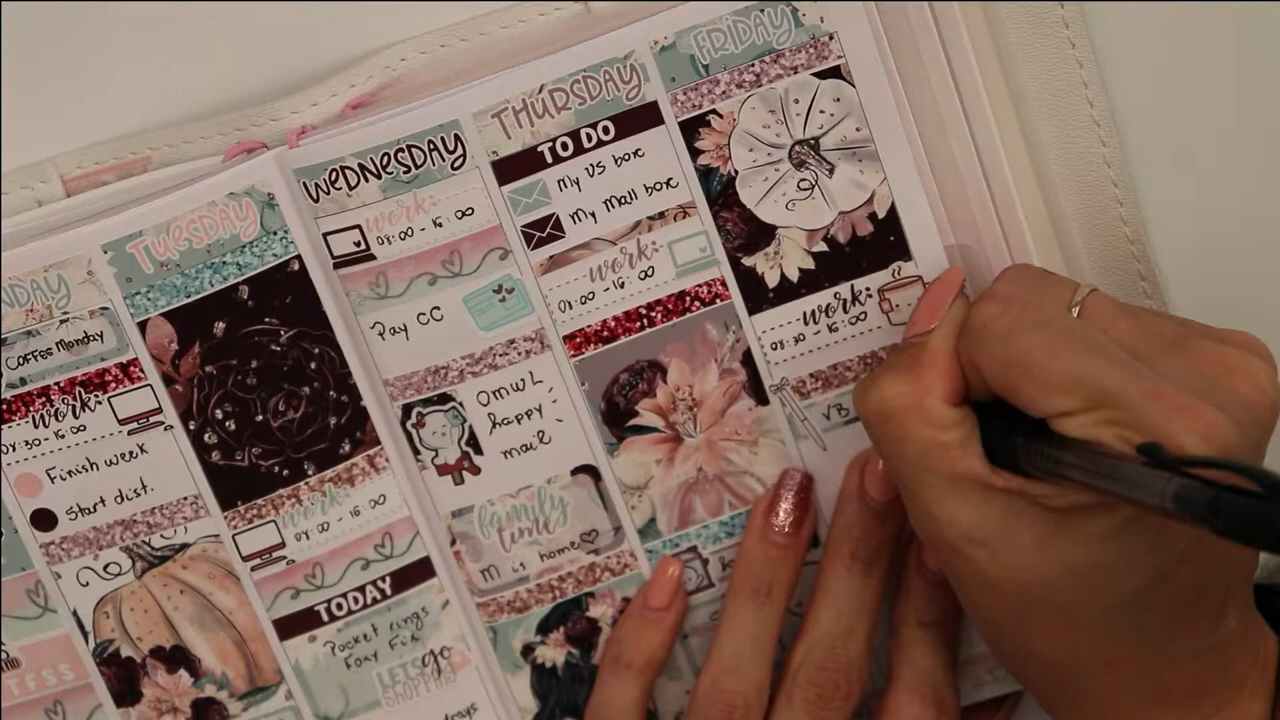 NDAY
Coffee Monday
work:
08:30 - 16:00
Finish week
Start dist.
TFSS
TUESDAY
work:
08:00 - 16:00
TODAY
Pocket rings
Foxy Fix
LETS go
SHOPPING
WEDNESDAY
work:
08:00 - 16:00
Pay CC
OMWL
happy
mail
family
time
M is home
THURSDAY
TO DO
My US box
My Mall box
work:
08:00 - 16:00
FRIDAY
work:
08:30 16:00
VB